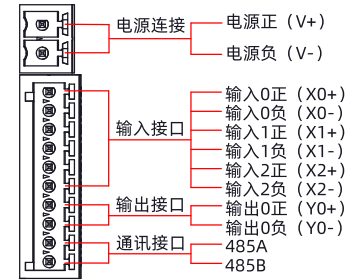 电源连接
电源正（V+）
电源负（V-）
输入接口
输入0正（X0+）
输入0负（X0-）
输入1正（X1+）
输入1负（X1-）
输入2正（X2+）
输入2负（X2-）
输出接口
输出0正（Y0+）
输出0负（Y0-）
通讯接口
485A
485B